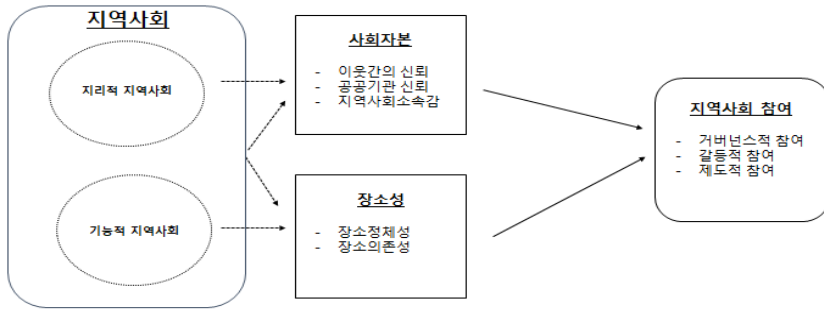 지역사회
지리적 지역사회
기능적 지역사회
사회자본
- 이웃간의 신뢰
- 공공기관 신뢰
- 지역사회소속감
장소성
- 장소정체성
- 장소의존성
지역사회 참여
- 거버넌스적 참여
- 갈등적 참여
- 제도적 참여